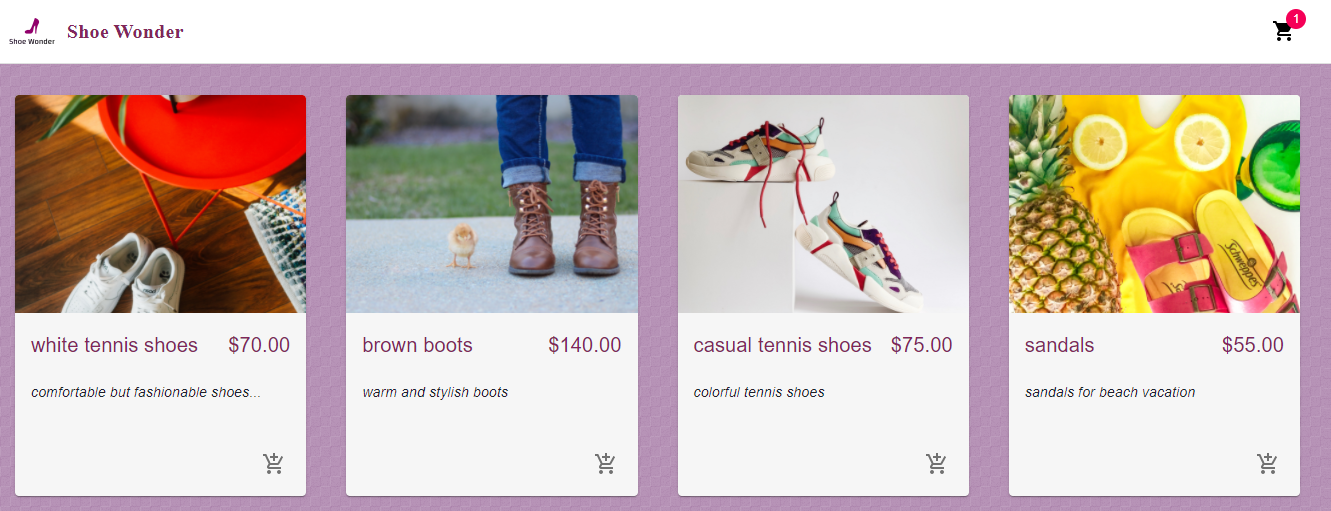 Shoe Wonder
Shoe Wonder
1
Schweppes
white tennis shoes $70.00
brown boots $140.00
casual tennis shoes $75.00
sandals $55.00
comfortable but fashionable shoes...
warm and stylish boots
colorful tennis shoes
sandals for beach vacation